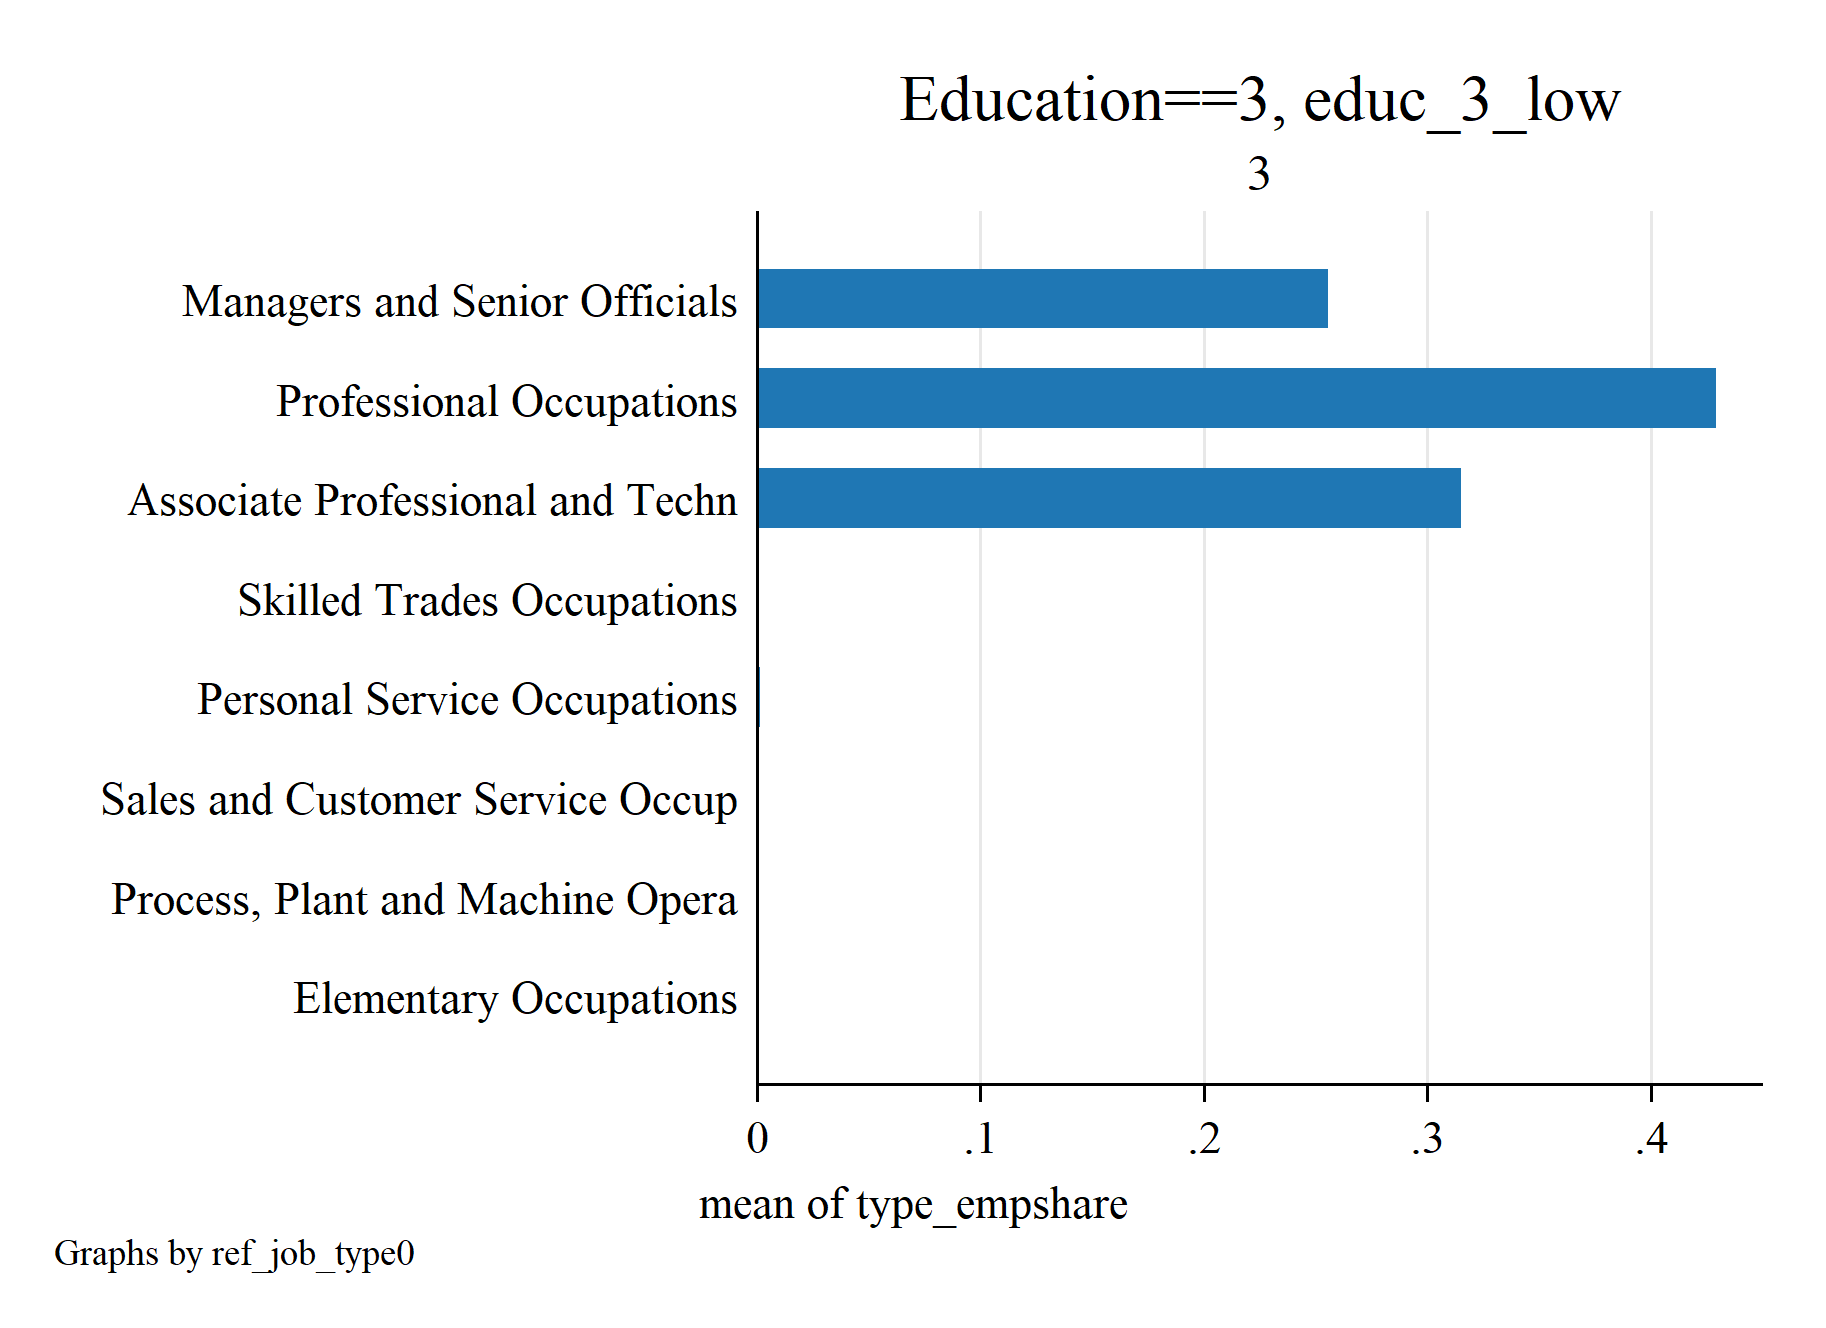 Education==3, educ_3_low
3
Managers and Senior Officials
Professional Occupations
Associate Professional and Techn
Skilled Trades Occupations
Personal Service Occupations
Sales and Customer Service Occup
Process, Plant and Machine Opera
Elementary Occupations
0 .1 .2 .3 .4
mean of type_empshare
Graphs by ref_job_type0